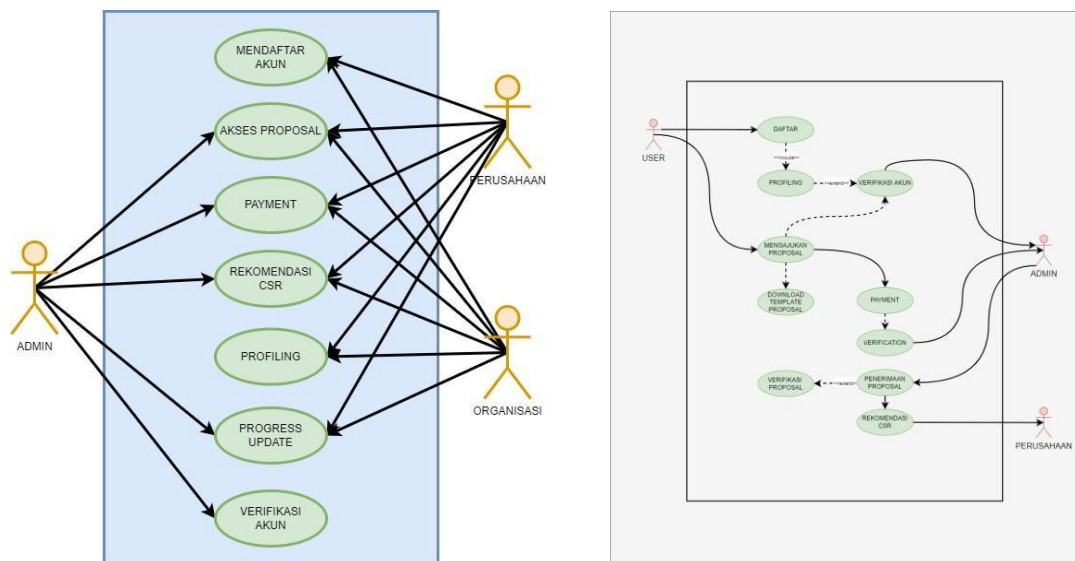 MENDAFTAR
AKUN
AKSES PROPOSAL
PERUSAHAAN
PAYMENT
REKOMENDASI
CSR
ADMIN
PROFILING
ORGANISASI
PROGRESS
UPDATE
VERIFIKASI
AKUN
DAFTAR
USER
PROFILING
VERIFIKASI AKUN
MENGAJUKAN
PROPOSAL
ADMIN
DOWNLOAD
TEMPLATE
PROPOSAL
PAYMENT
VERIFICATION
VERIFIKASI
PROPOSAL
PENERIMAAN
PROPOSAL
REKOMENDASI
CSR
PERUSAHAAN